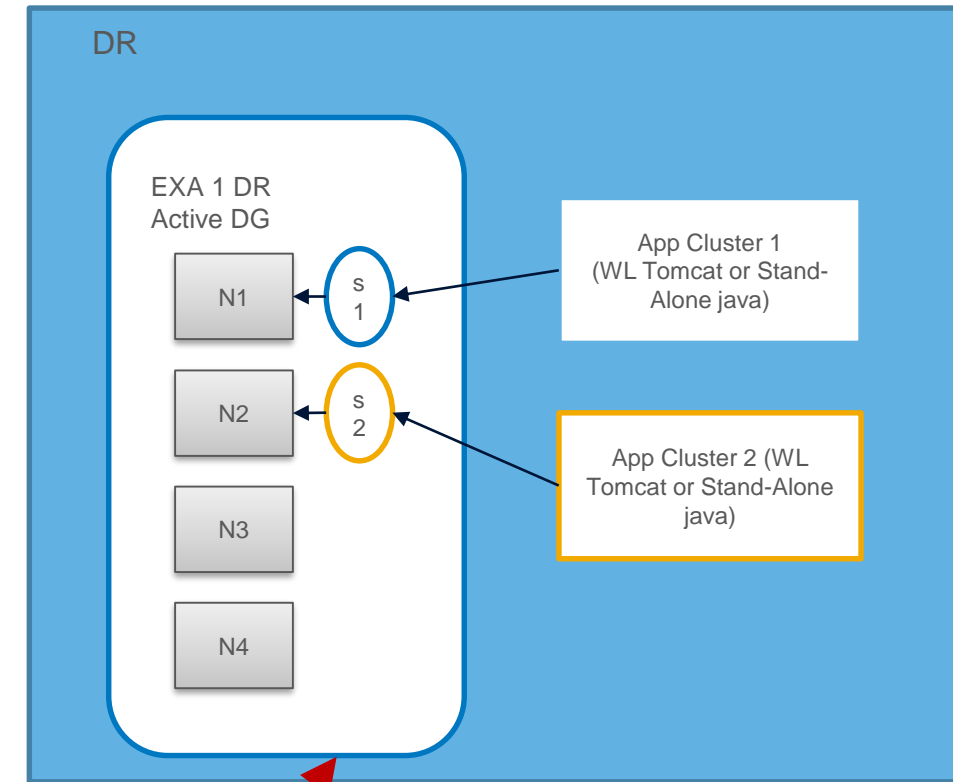 DR
EXA 1 DR
Active DG
N1
s
1
App Cluster 1
(WL Tomcat or Stand-
Alone java)
N2
s
2
App Cluster 2 (WL
Tomcat or Stand-Alone
java)
N3
N4